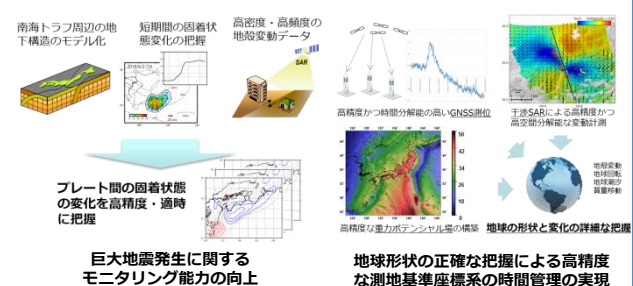 南海トラフ周辺の地
下構造のモデル化
短期間の固着状
態変化の把握
高密度・高頻度の
地殻変動データ
SAR
プレート間の固着状態
の変化を高精度・適時
に把握
巨大地震発生に関する
モニタリング能力の向上
高精度かつ時間分解能の高いGNSS測位
干渉SARによる高精度かつ
高空間分解能な変動計測
50
42
34
26
18
高精度な重力ポテンシャル場の構築
地殻変動
地球回転
地球潮汐
質量移動
地球の形状と変化の詳細な把握
地球形状の正確な把握による高精度
な測地基準座標系の時間管理の実現